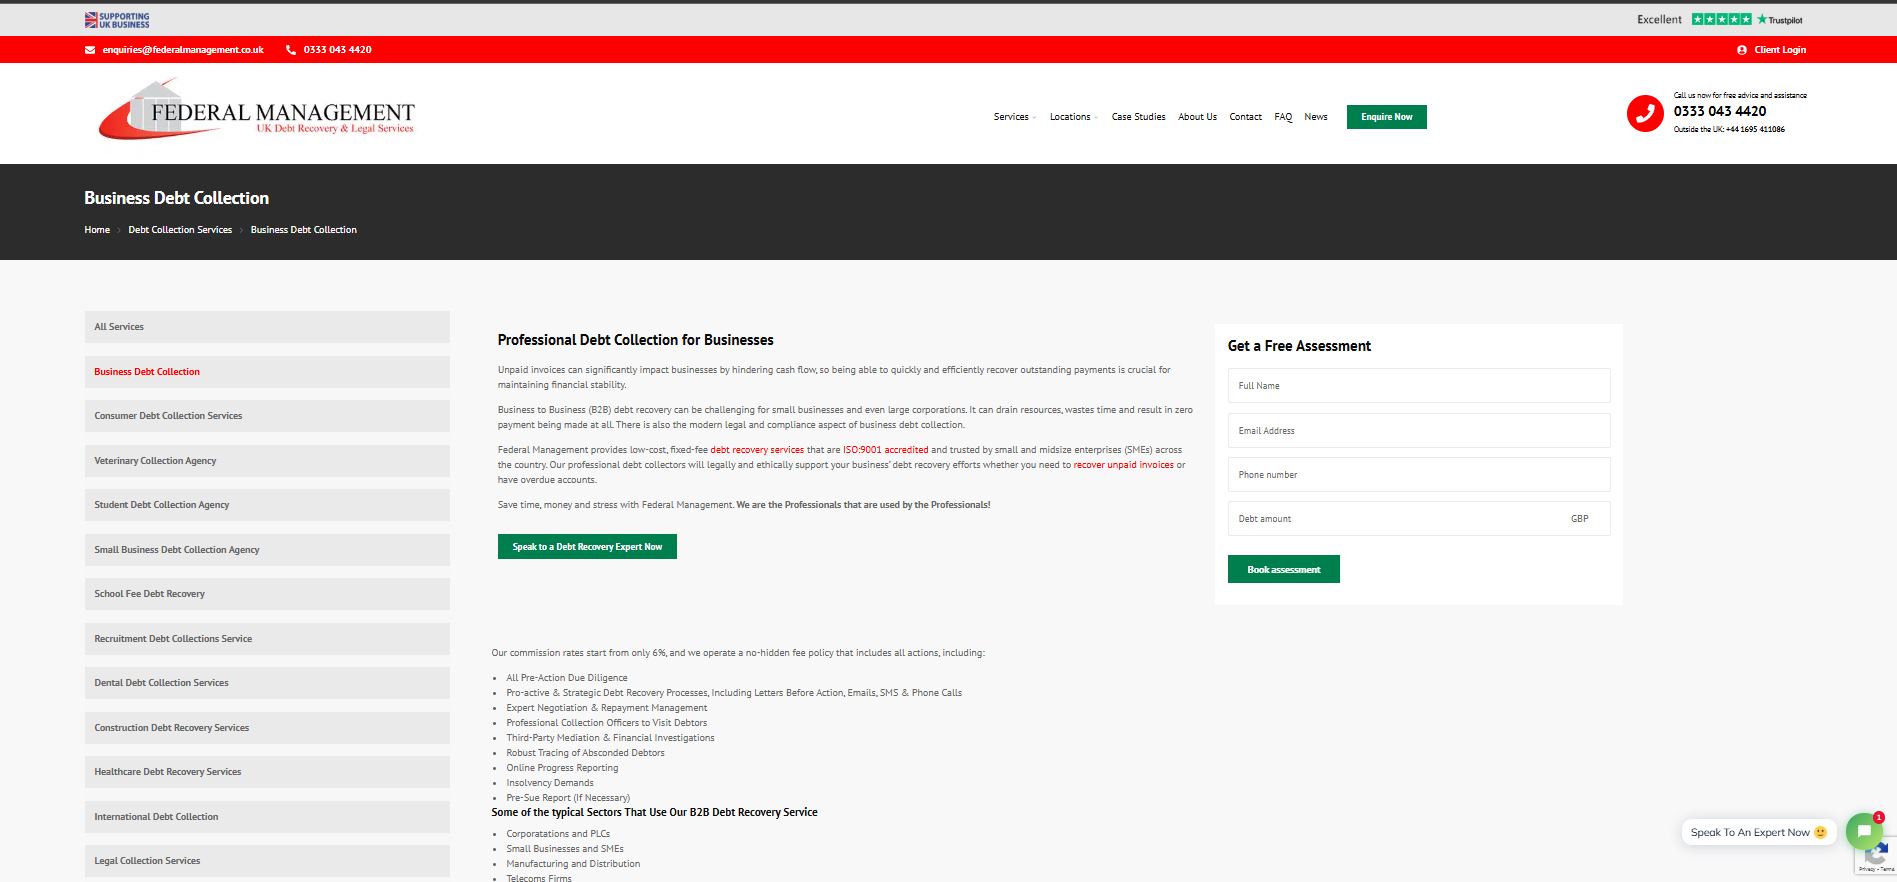 SUPPORTING
UK BUSINESS
Excellent
Trustpilot
enquiries@federalmanagement.co.uk
0333 043 4420
Client Login
FEDERAL MANAGEMENT
UK Debt Recovery & Legal Services
Services
Locations
Case Studies
About Us
Contact
FAQ
News
Enquire Now
Call us now for free advice and assistance
0333 043 4420
Outside the UK: +44 1695 411086
Business Debt Collection
Home > Debt Collection Services > Business Debt Collection
All Services
Business Debt Collection
Consumer Debt Collection Services
Veterinary Collection Agency
Student Debt Collection Agency
Small Business Debt Collection Agency
School Fee Debt Recovery
Recruitment Debt Collections Service
Dental Debt Collection Services
Construction Debt Recovery Services
Healthcare Debt Recovery Services
International Debt Collection
Legal Collection Services
Professional Debt Collection for Businesses
Unpaid invoices can significantly impact businesses by hindering cash flow, so being able to quickly and efficiently recover outstanding payments is crucial for
maintaining financial stability.
Business to Business (B2B) debt recovery can be challenging for small businesses and even large corporations. It can drain resources, wastes time and result in zero
payment being made at all. There is also the modern legal and compliance aspect of business debt collection.
Federal Management provides low-cost, fixed-fee debt recovery services that are ISO:9001 accredited and trusted by small and midsize enterprises (SMEs) across
the country. Our professional debt collectors will legally and ethically support your business' debt recovery efforts whether you need to recover unpaid invoices or
have overdue accounts.
Save time, money and stress with Federal Management. We are the Professionals that are used by the Professionals!
Speak to a Debt Recovery Expert Now
Get a Free Assessment
Full Name
Email Address
Phone number
Debt amount
GBP
Book assessment
Our commission rates start from only 6%, and we operate a no-hidden fee policy that includes all actions, including:
• All Pre-Action Due Diligence
• Pro-active & Strategic Debt Recovery Processes, Including Letters Before Action, Emails, SMS & Phone Calls
• Expert Negotiation & Repayment Management
• Professional Collection Officers to Visit Debtors
• Third-Party Mediation & Financial Investigations
• Robust Tracing of Absconded Debtors
• Online Progress Reporting
• Insolvency Demands
• Pre-Sue Report (If Necessary)
Some of the typical Sectors That Use Our B2B Debt Recovery Service
• Corporatations and PLCs
• Small Businesses and SMEs
• Manufacturing and Distribution
• Telecoms Firms
Speak To An Expert Now 🙂
1
Privacy - Terms